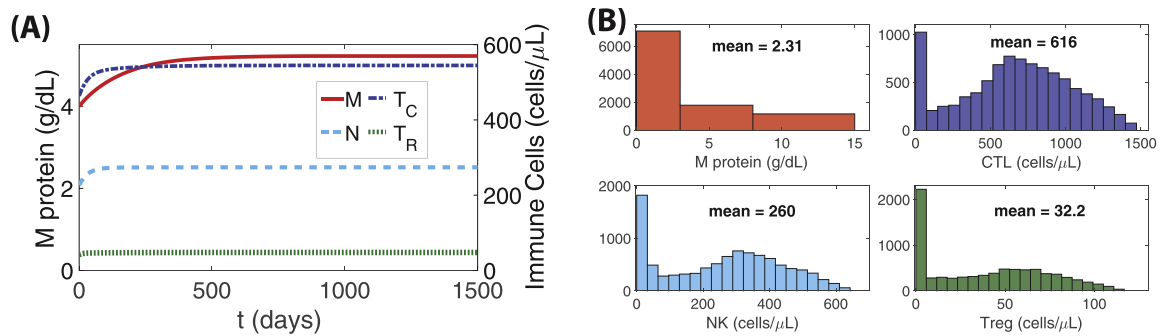 (A)
M protein (g/dL)
0
2
4
0
500
1000
1500
t (days)
0
200
400
600
Immune Cells (cells/μL)
M
T_C
N
T_R
(B)
mean = 2.31
0
2000
4000
6000
0
5
10
15
M protein (g/dL)
mean = 616
0
500
1000
0
500
1000
1500
CTL (cells/μL)
mean = 260
0
1000
2000
0
200
400
600
NK (cells/μL)
mean = 32.2
0
1000
2000
0
50
100
Treg (cells/μL)